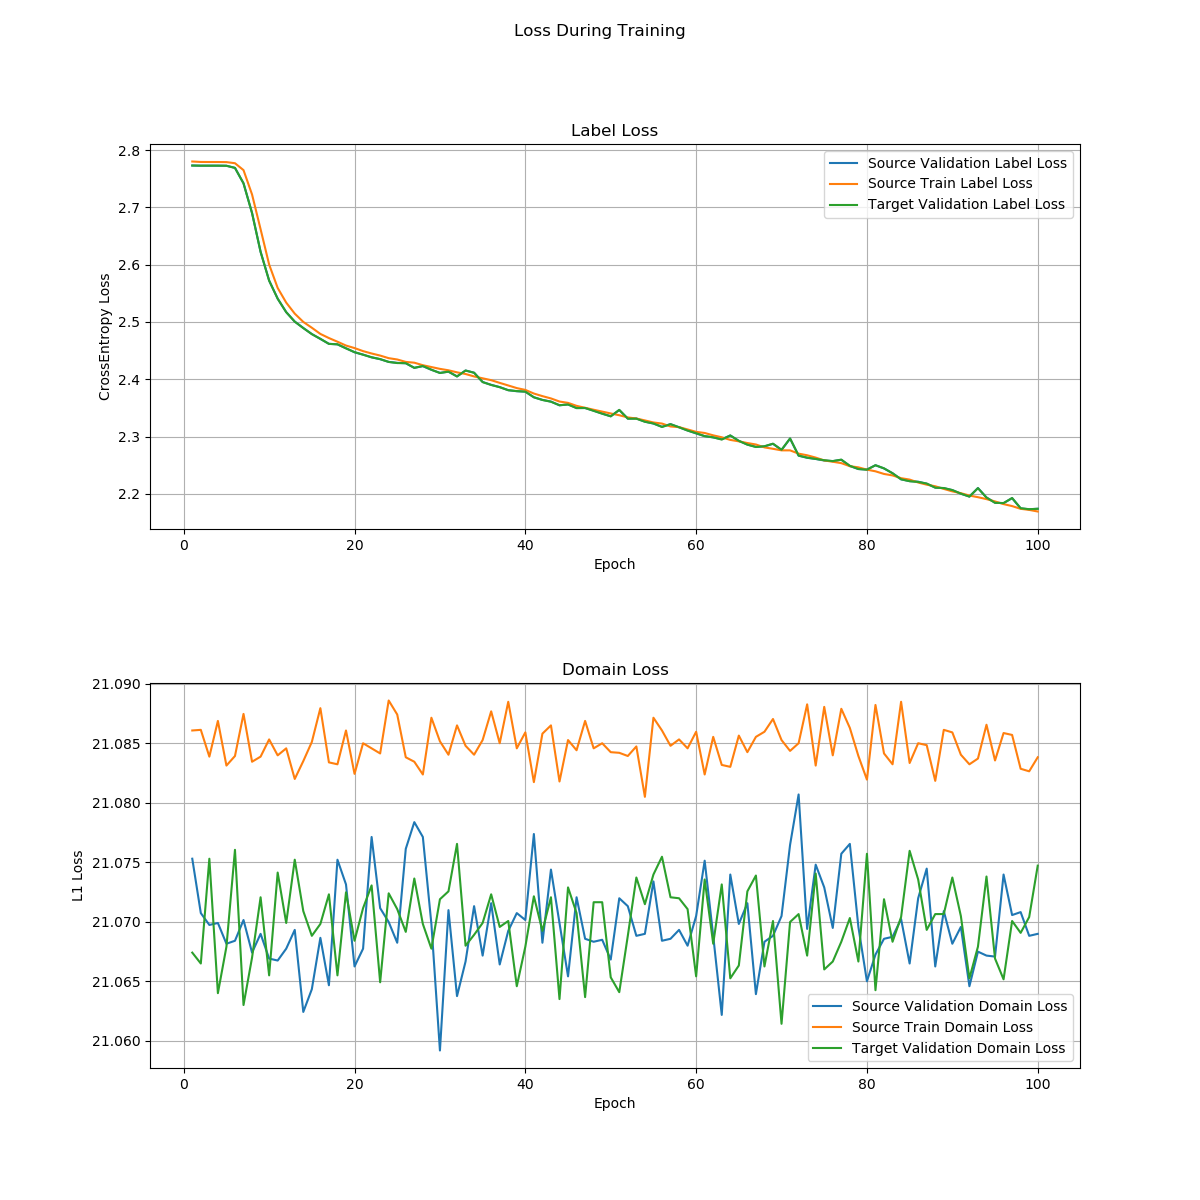 Loss During Training
Label Loss
2.8
2.7
2.6
2.5
2.4
2.3
2.2
CrossEntropy Loss
Source Validation Label Loss
Source Train Label Loss
Target Validation Label Loss
0 20 40 60 80 100
Epoch
Domain Loss
21.090
21.085
21.080
21.075
21.070
21.065
21.060
L1 Loss
Source Validation Domain Loss
Source Train Domain Loss
Target Validation Domain Loss
0 20 40 60 80 100
Epoch